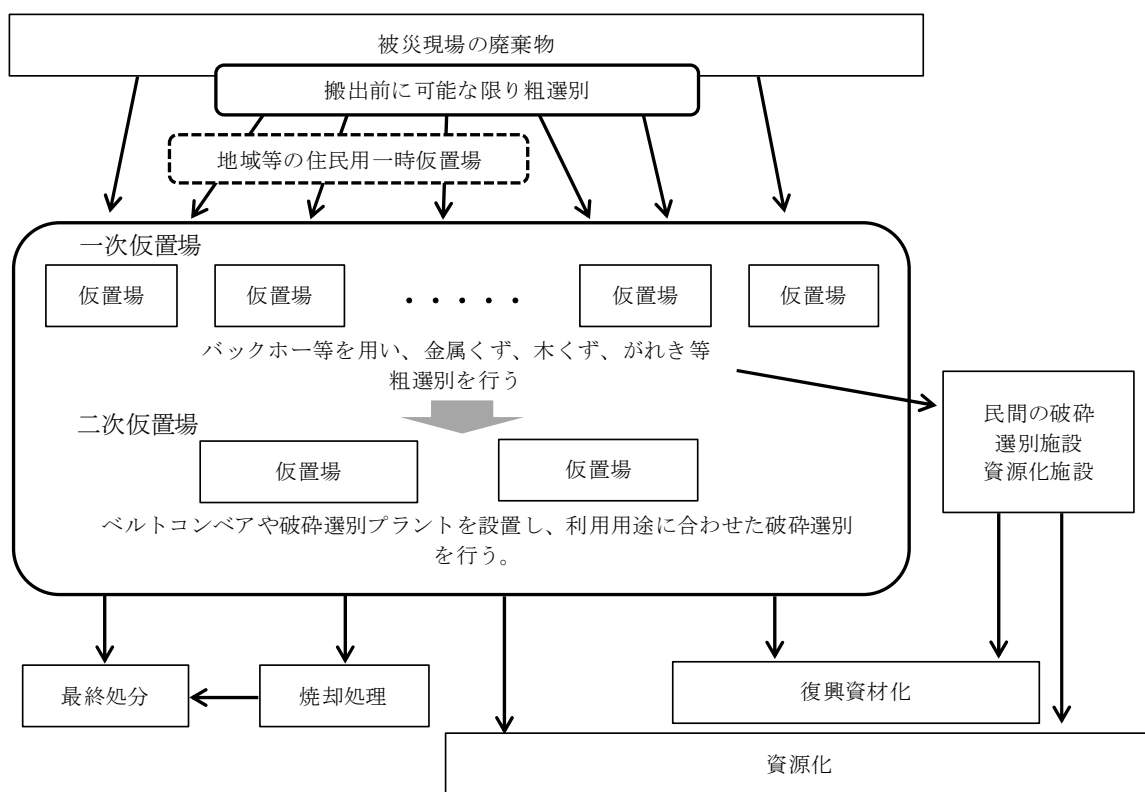 被災現場の廃棄物
搬出前に可能な限り粗選別
地域等の住民用一時仮置場
一次仮置場
仮置場
仮置場
・・・・・
仮置場
仮置場
バックホー等を用い、金属くず、木くず、がれき等
粗選別を行う
二次仮置場
仮置場
仮置場
ベルトコンベアや破砕選別プラントを設置し、利用用途に合わせた破砕選別
を行う。
民間の破砕
選別施設
資源化施設
最終処分
焼却処理
復興資材化
資源化